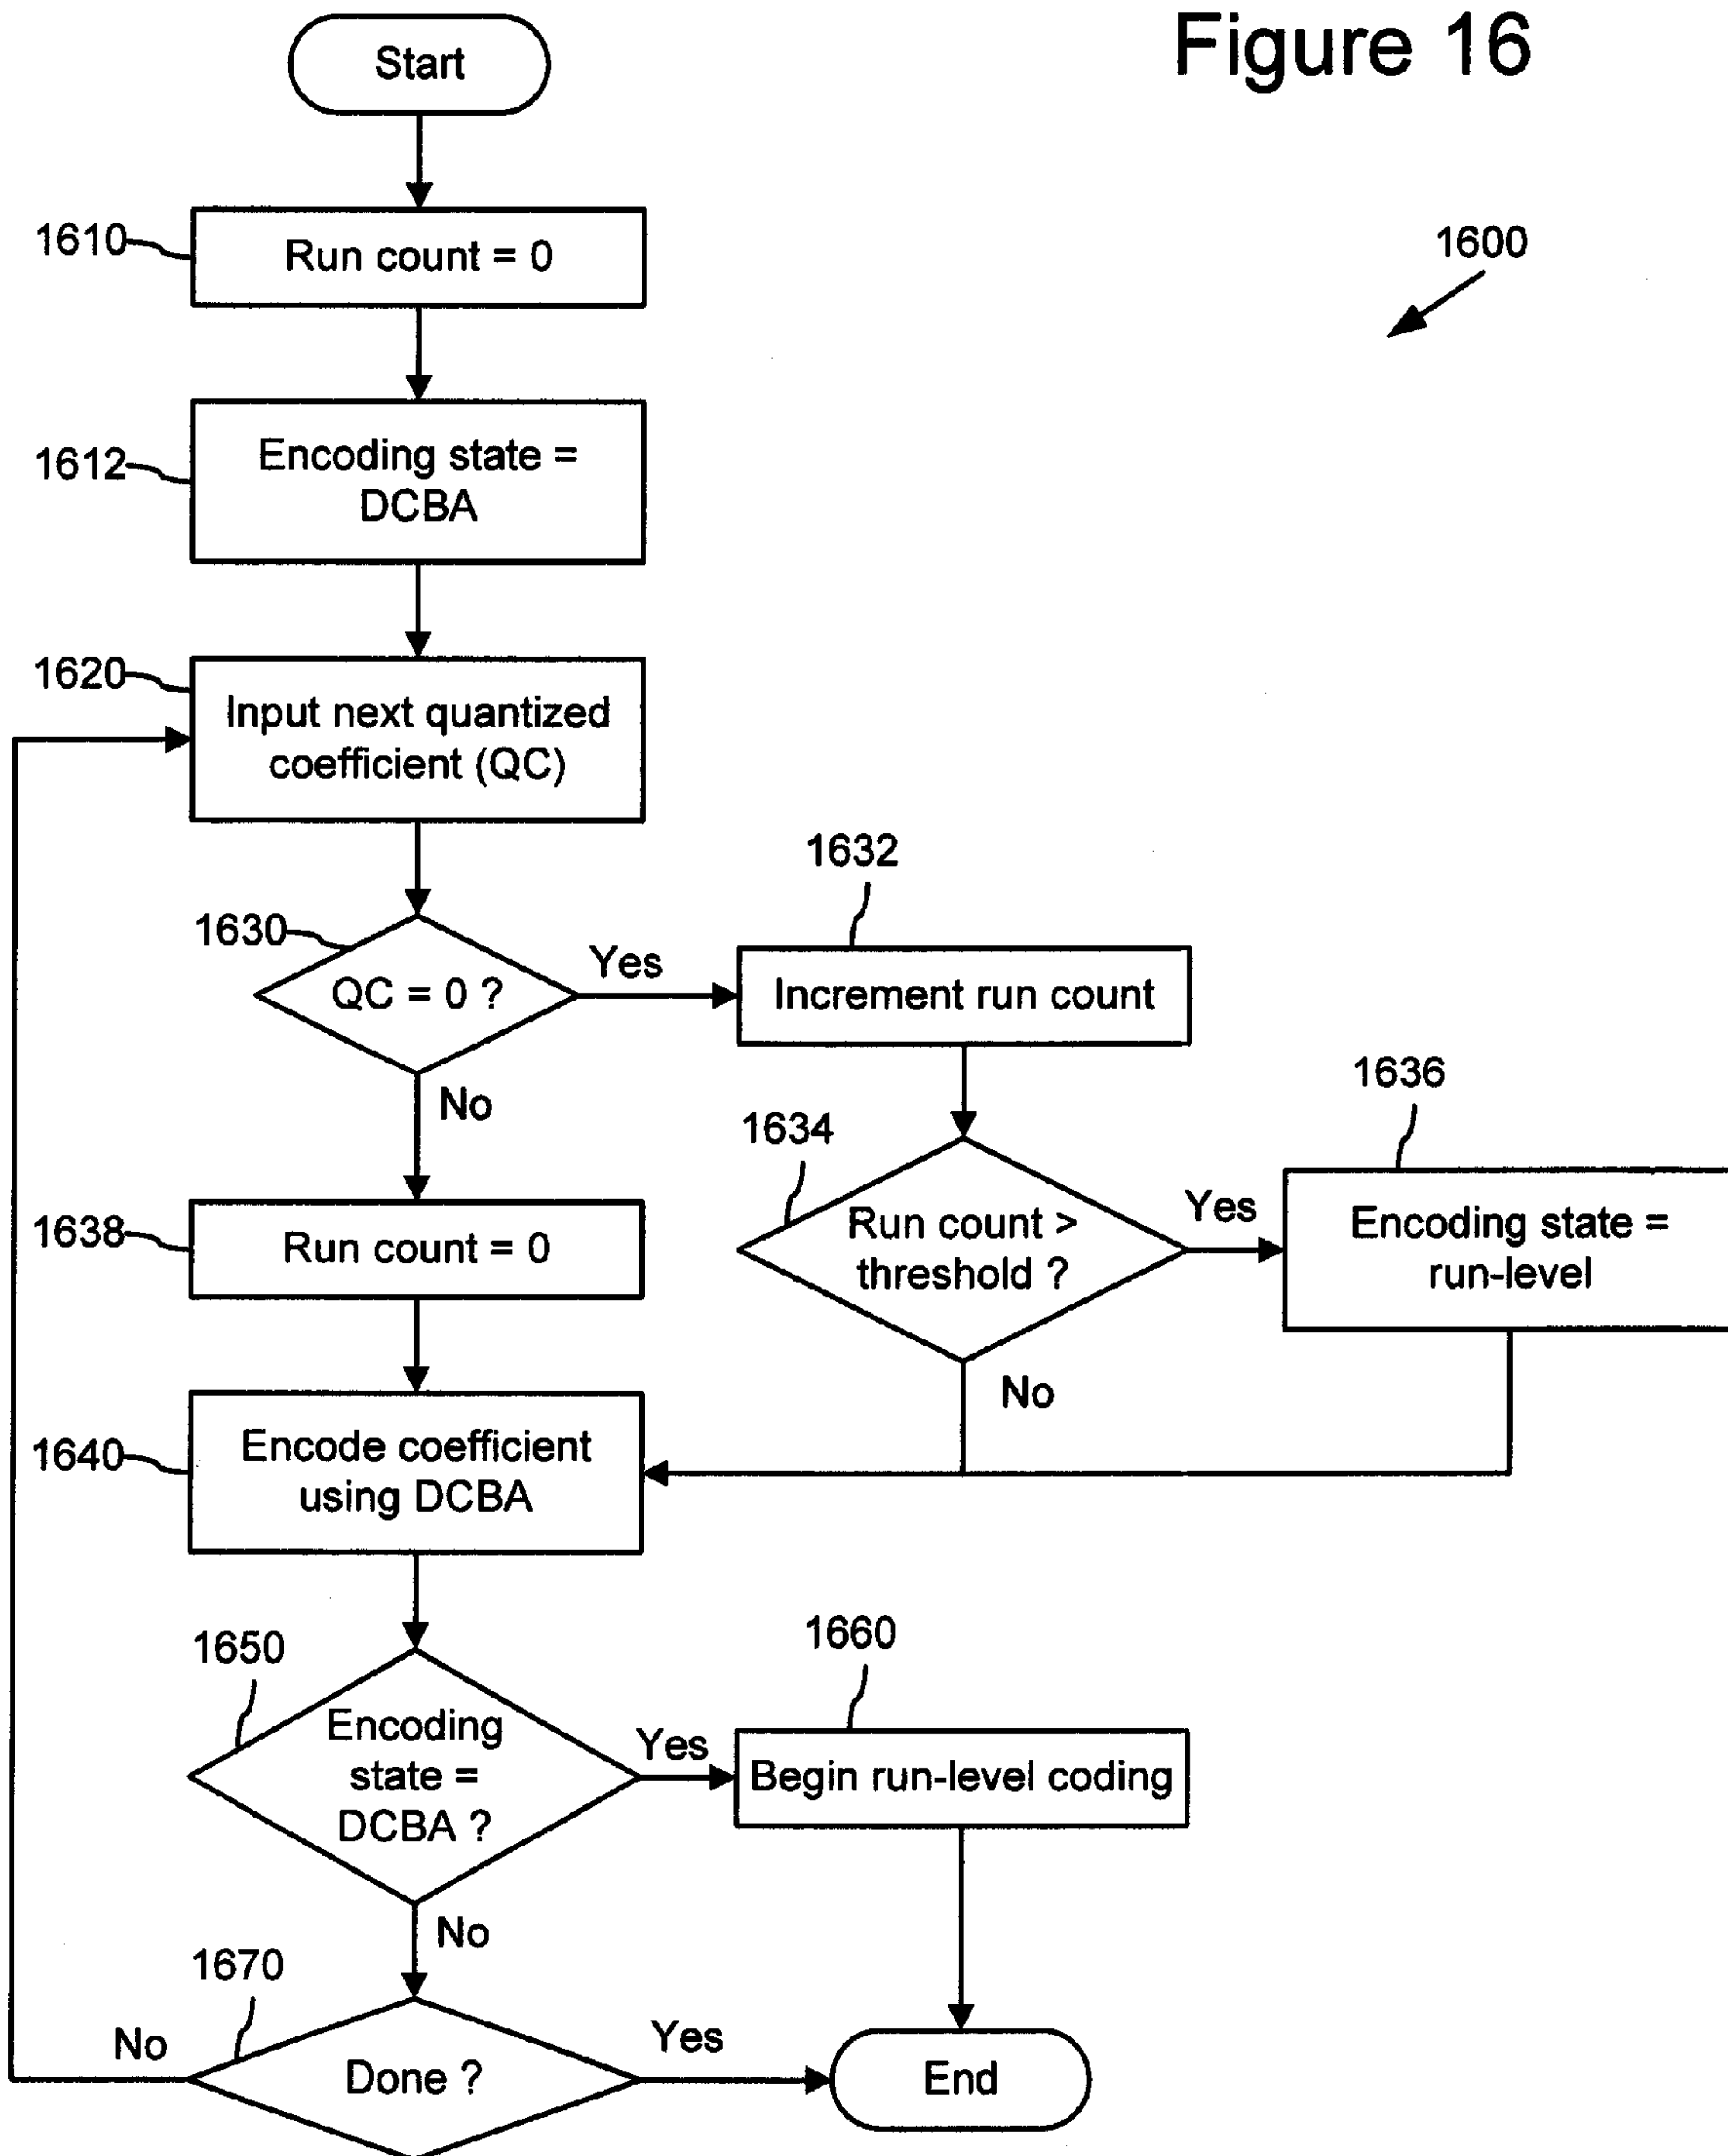 Figure 16
Start
1610
Run count = 0
1600
1612
Encoding state =
DCBA
1620
Input next quantized
coefficient (QC)
1632
1630
QC = 0 ?
Yes
Increment run count
No
1636
1634
1638
Run count = 0
Run count >
threshold ?
Yes
Encoding state =
run-level
No
1640
Encode coefficient
using DCBA
1650
1660
Encoding
state =
DCBA ?
Yes
Begin run-level coding
No
1670
No
Done ?
Yes
End